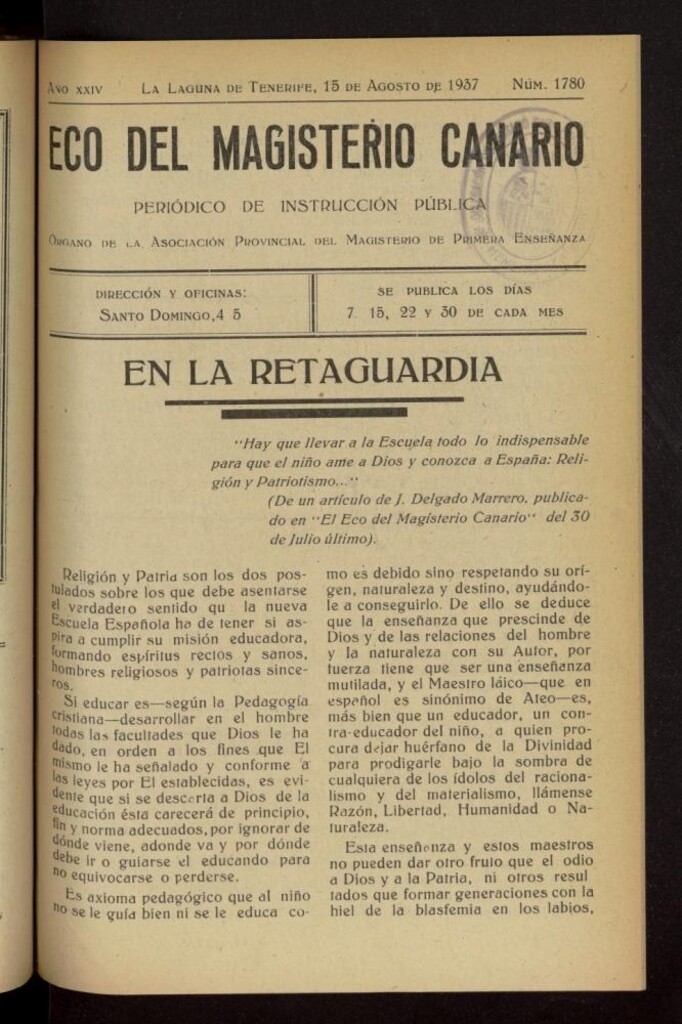 Año XXIV La Laguna de Tenerife, 15 de Agosto de 1937 Núm. 1780
ECO DEL MAGISTERIO CANARIO
PERIÓDICO DE INSTRUCCIÓN PÚBLICA
Organo de la Asociación Provincial del Magisterio de Primera Enseñanza
DIRECCIÓN Y OFICINAS:
Santo Domingo,4 5
SE PUBLICA LOS DÍAS
7 15, 22 y 30 de cada mes
EN LA RETAGUARDIA
"Hay que llevar a la Escuela todo lo indispensable
para que el niño ame a Dios y conozca a España: Reli-
gión y Patriotismo..."
(De un artículo de J. Delgado Marrero, publica-
do en "El Eco del Magisterio Canario" del 30
de Julio último).
Religión y Patria son los dos pos-
tulados sobre los que debe asentarse
el verdadero sentido qu la nueva
Escuela Española ha de tener si as-
pira a cumplir su misión educadora,
formando espíritus rectos y sanos,
hombres religiosos y patriotas since-
ros.
Si educar es—según la Pedagogía
cristiana—desarrollar en el hombre
todas las facultades que Dios le ha
dado, en orden a los fines que El
mismo le ha señalado y conforme a
las leyes por El establecidas, es evi-
dente que si se descarta a Dios de la
educación ésta carecerá de principio,
fin y norma adecuados, por ignorar de
dónde viene, adonde va y por dónde
debe ir o guiarse el educando para
no equivocarse o perderse.
Es axioma pedagógico que al niño
no se le guía bien ni se le educa co-
mo es debido sino respetando su orí-
gen, naturaleza y destino, ayudándo-
le a conseguirlo. De ello se deduce
que la enseñanza que prescinde de
Dios y de las relaciones del hombre
y la naturaleza con su Autor, por
fuerza tiene que ser una enseñanza
mutilada, y el Maestro láico—que en
español es sinónimo de Ateo—es,
más bien que un educador, un con-
tra-educador del niño, a quien pro-
cura dejar huérfano de la Divinidad
para prodigarle bajo la sombra de
cualquiera de los ídolos del raciona-
lismo y del materialismo, llámense
Razón, Libertad, Humanidad o Na-
turaleza.
Esta enseñanza y estos maestros
no pueden dar otro fruto que el odio
a Dios y a la Patria, ni otros resul
tados que formar generaciones con la
hiel de la blasfemia en los labios,